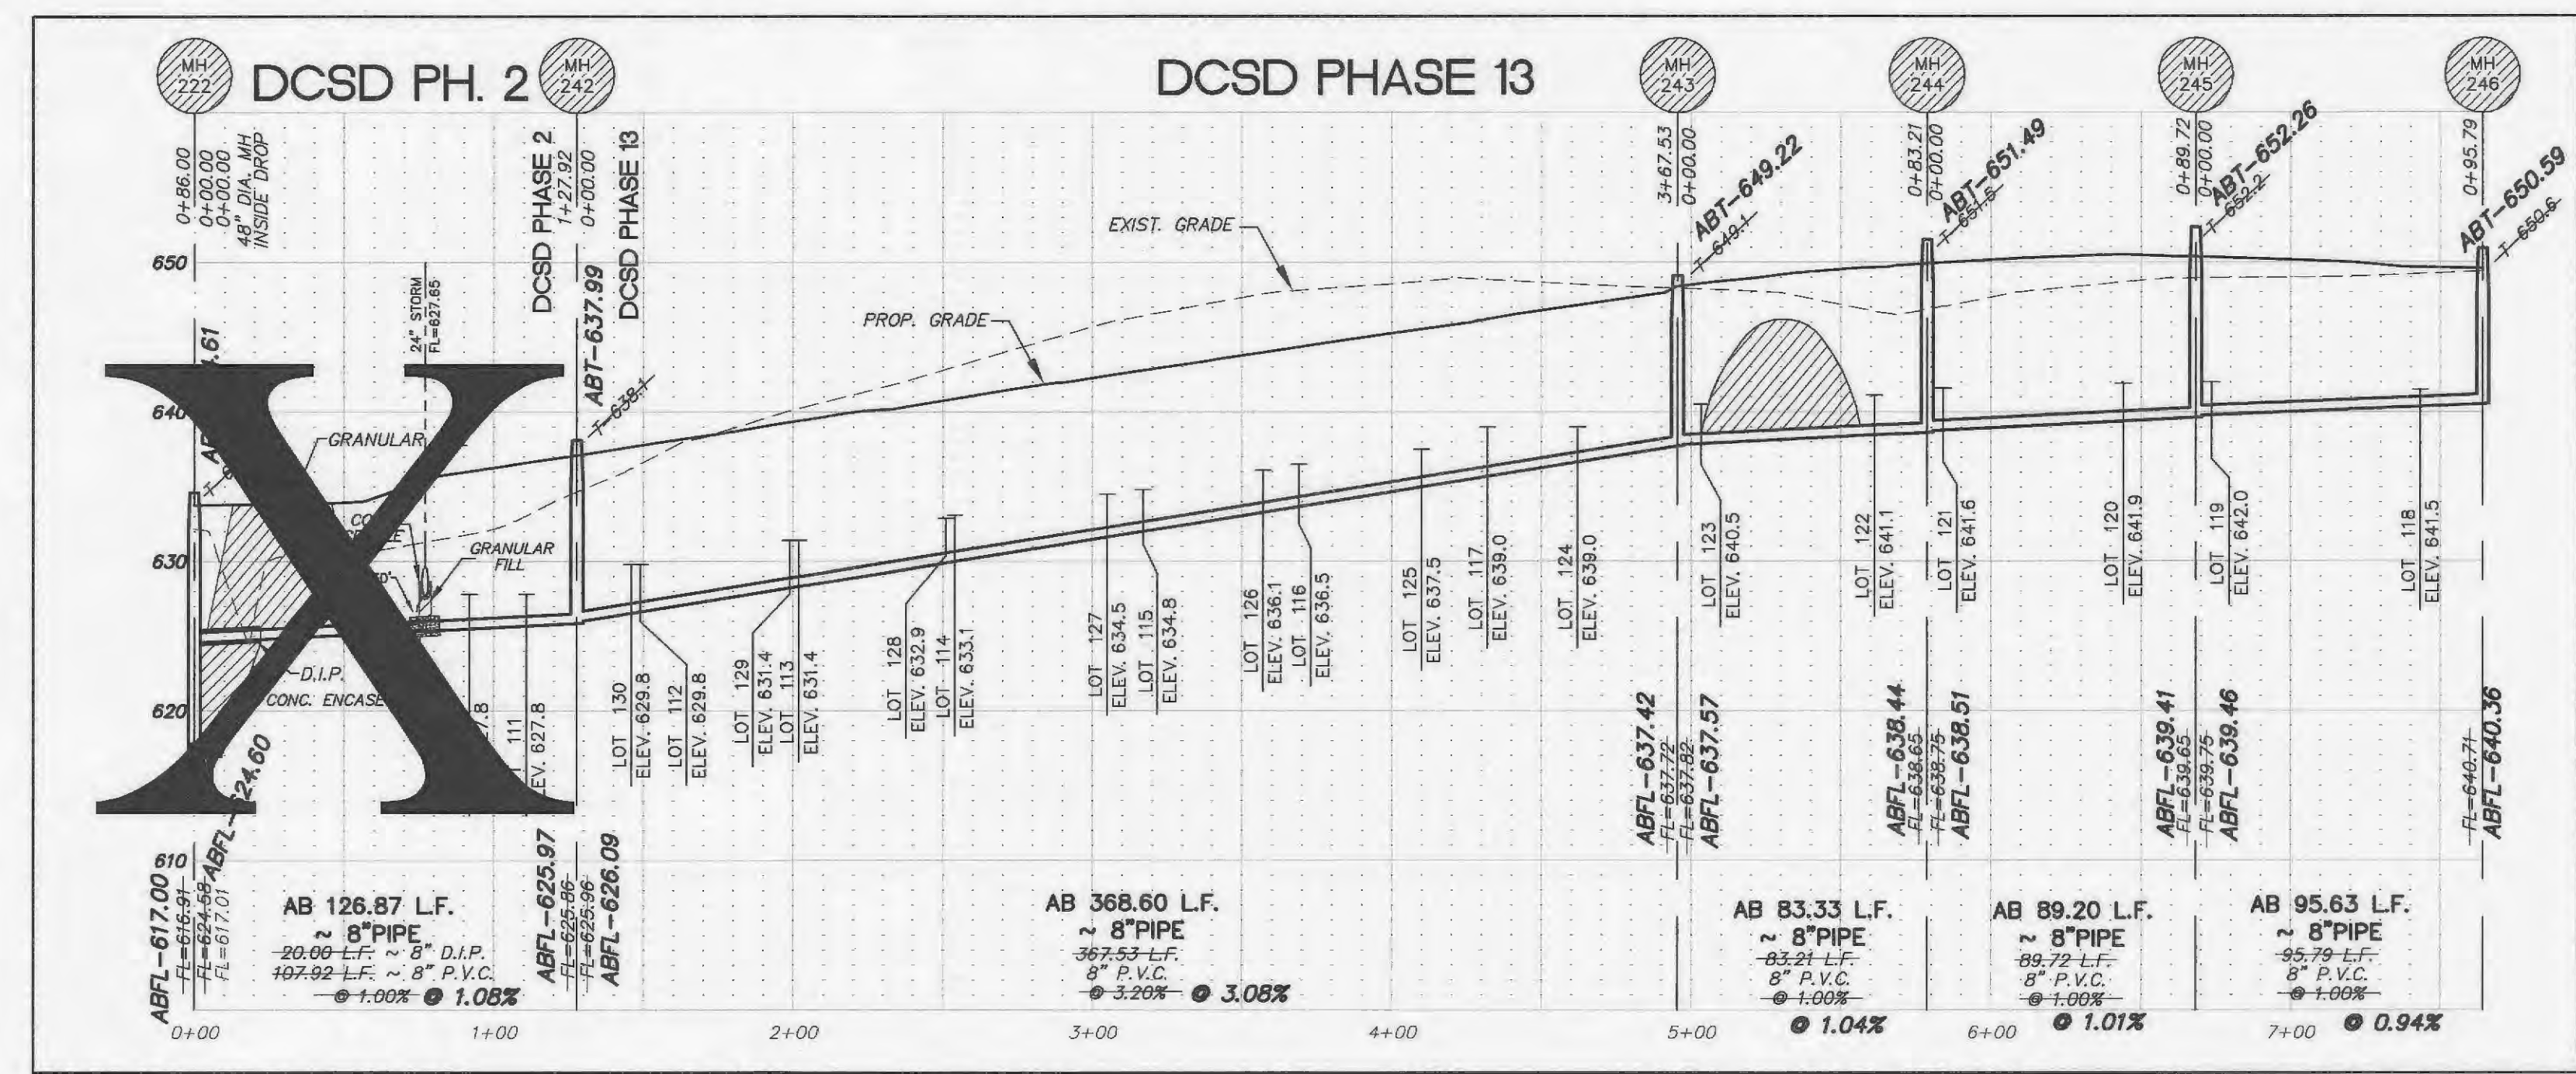 MH
222
DCSD PH. 2
MH
242
DCSD PHASE 13
MH
243
MH
244
MH
245
MH
246
0+86.00
0+00.00
0+00.00
48" DIA. MH
INSIDE DROP
DCSD PHASE 2
1+27.92
0+00.00
DCSD PHASE 13
3+67.53
0+00.00
ABT-649.22
T-649.1
0+83.21
0+00.00
ABT-651.49
T-651.5
0+89.72
0+00.00
ABT-652.26
T-652.2
0+95.79
ABT-650.59
T-650.6
650
640
630
620
610
24" STORM
FL=627.65
ABT-637.99
T-638.1
EXIST. GRADE
PROP. GRADE
X
GRANULAR
GRANULAR
FILL
D.I.P.
CONC. ENCASE
111
ELEV. 627.8
LOT 130
ELEV. 629.8
LOT 112
ELEV. 629.8
LOT 129
ELEV. 631.4
LOT 113
ELEV. 631.4
LOT 128
ELEV. 632.9
LOT 114
ELEV. 633.1
LOT 127
ELEV. 634.5
LOT 115
ELEV. 634.8
LOT 126
ELEV. 636.1
LOT 116
ELEV. 636.5
LOT 125
ELEV. 637.5
LOT 117
ELEV. 639.0
LOT 124
ELEV. 639.0
LOT 123
ELEV. 640.5
LOT 122
ELEV. 641.1
LOT 121
ELEV. 641.6
LOT 120
ELEV. 641.9
LOT 119
ELEV. 642.0
LOT 118
ELEV. 641.5
ABFL-617.00
FL=616.91
FL=624.58
FL=617.01
ABFL-624.60
ABFL-625.97
FL=625.86
FL=625.96
ABFL-626.09
ABFL-637.42
FL=637.72
FL=637.82
ABFL-637.57
ABFL-638.44
FL=638.65
FL=638.75
ABFL-638.51
ABFL-639.41
FL=639.65
FL=639.75
ABFL-639.46
FL=640.71
ABFL-640.36
AB 126.87 L.F.
~ 8"PIPE
20.00 L.F. ~ 8" D.I.P.
107.92 L.F. ~ 8" P.V.C.
@ 1.00% @ 1.08%
AB 368.60 L.F.
~ 8"PIPE
367.53 L.F.
8" P.V.C.
@ 3.20% @ 3.08%
AB 83.33 L.F.
~ 8"PIPE
83.21 L.F.
8" P.V.C.
@ 1.00%
@ 1.04%
AB 89.20 L.F.
~ 8"PIPE
89.72 L.F.
8" P.V.C.
@ 1.00%
@ 1.01%
AB 95.63 L.F.
~ 8"PIPE
95.79 L.F.
8" P.V.C.
@ 1.00%
@ 0.94%
0+00 1+00 2+00 3+00 4+00 5+00 6+00 7+00